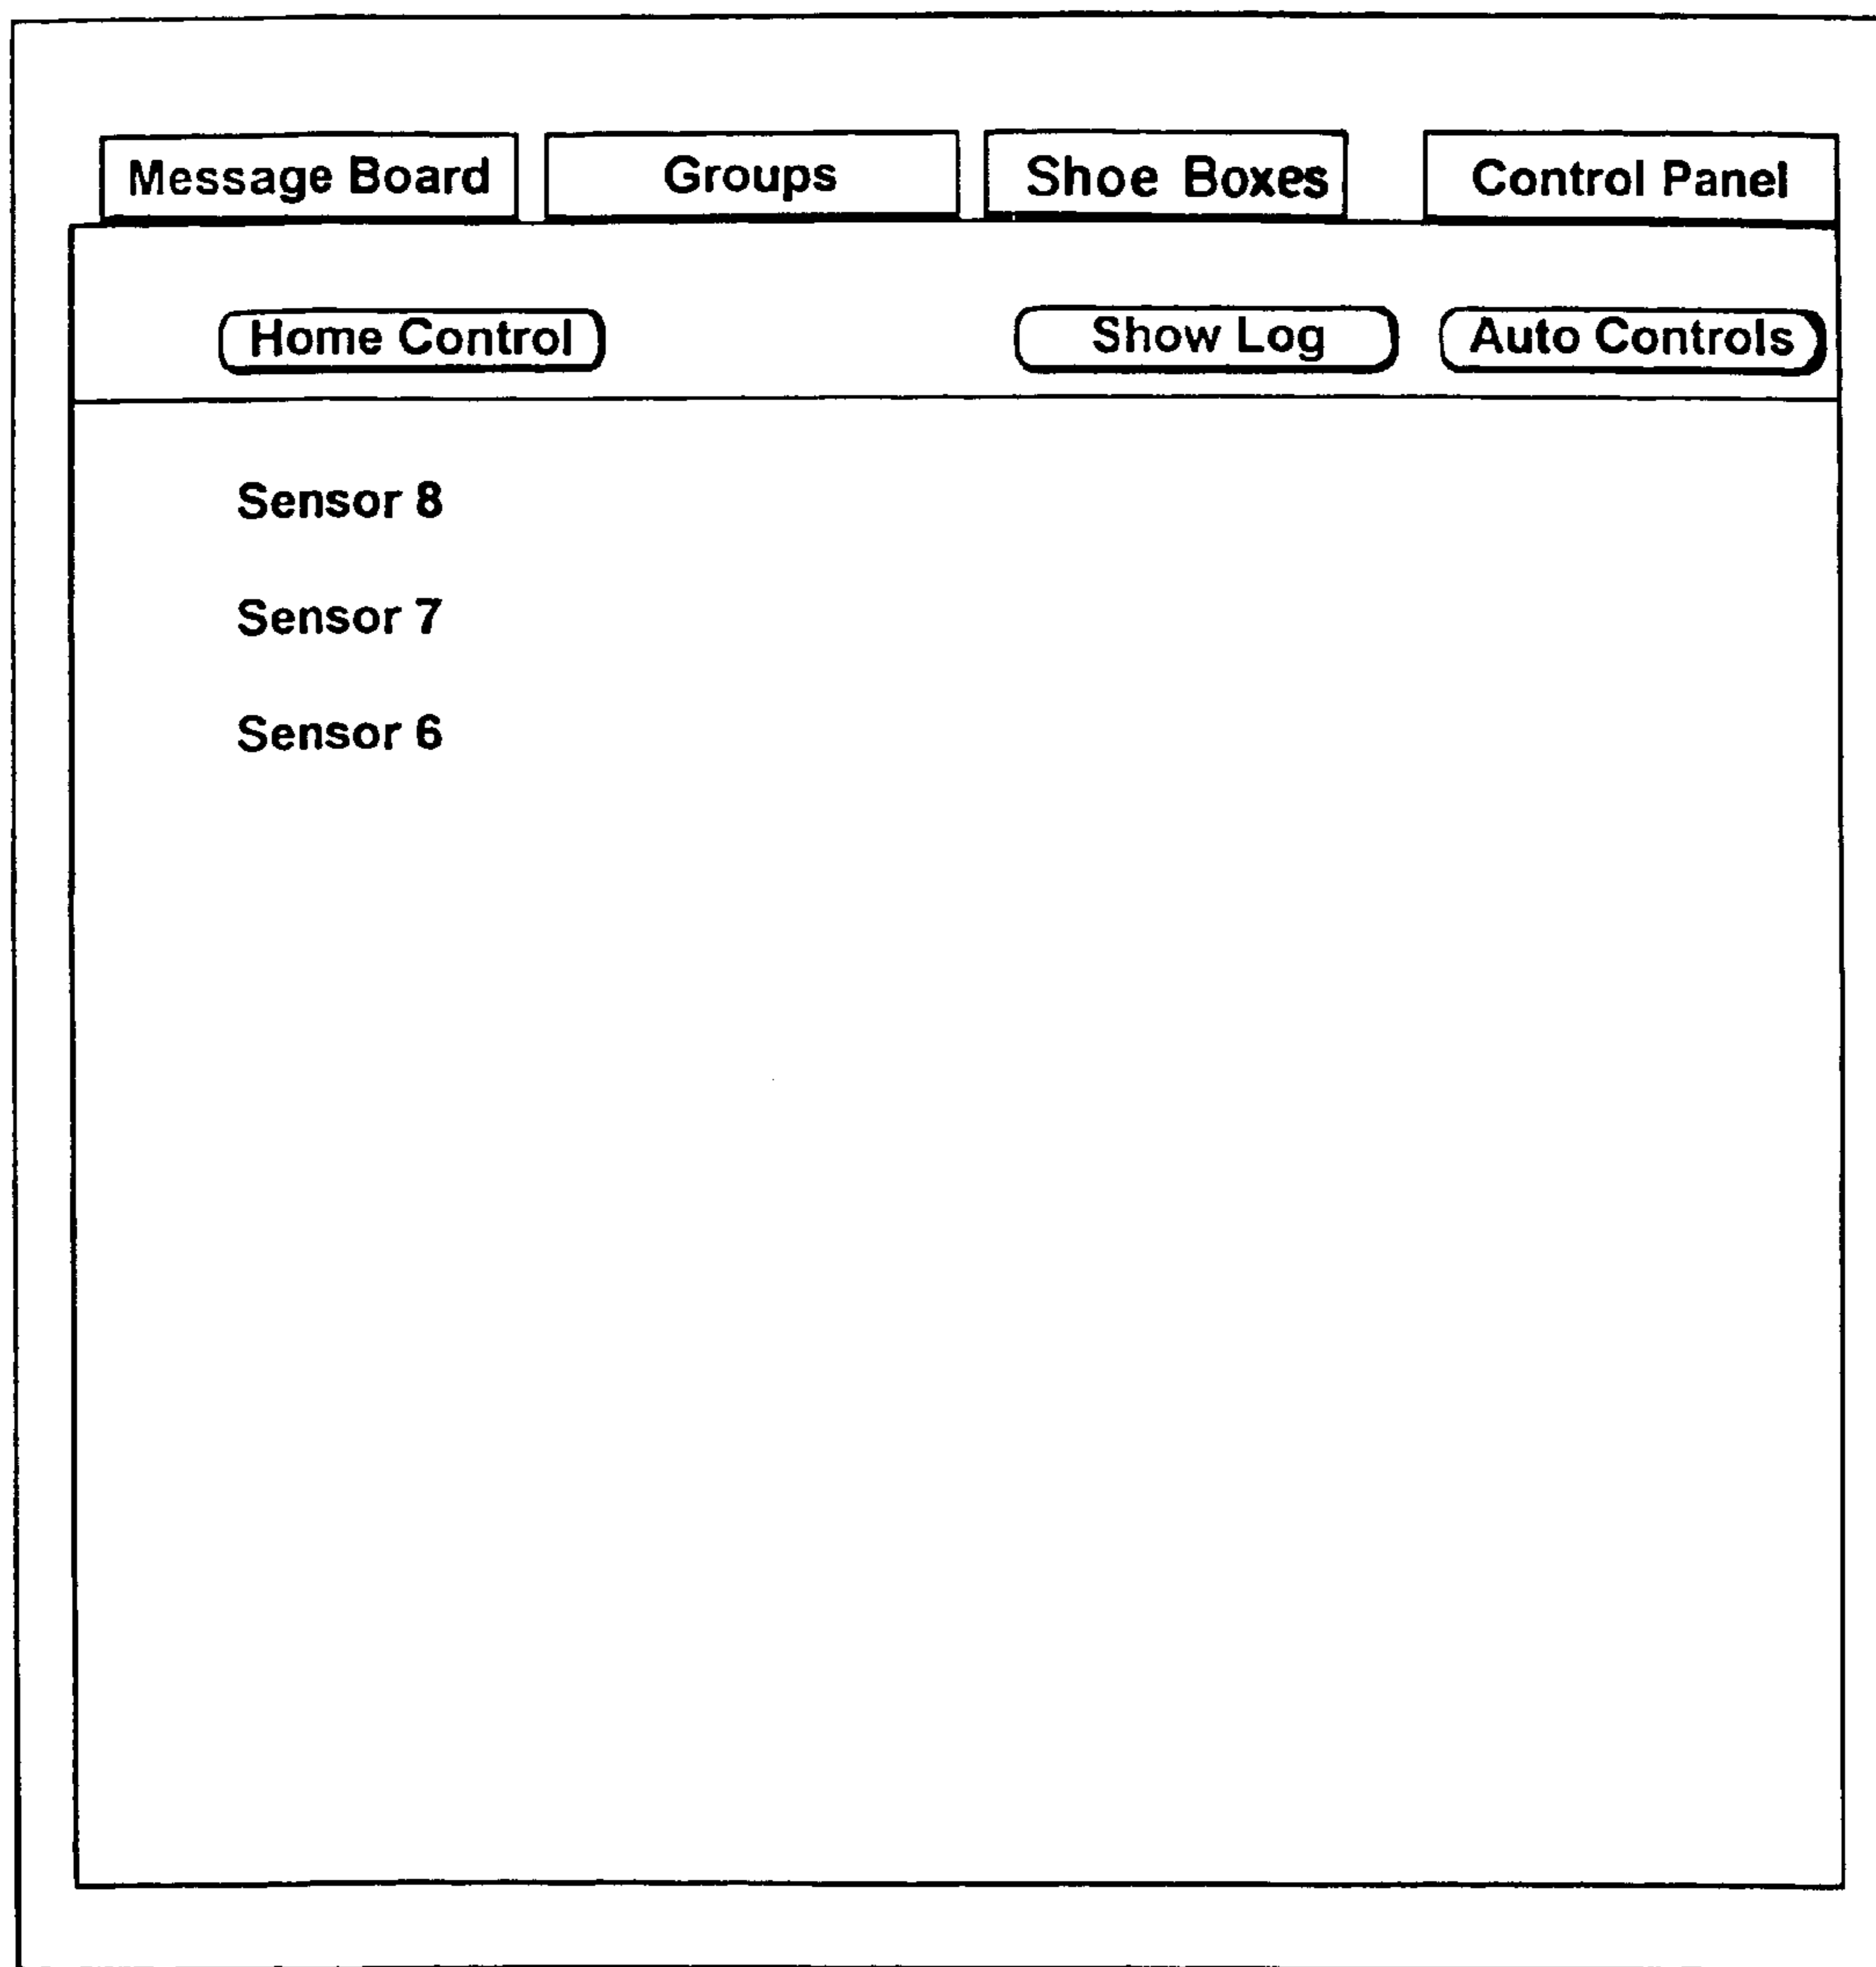 Message Board Groups Shoe Boxes Control Panel
Home Control Show Log Auto Controls
Sensor 8
Sensor 7
Sensor 6